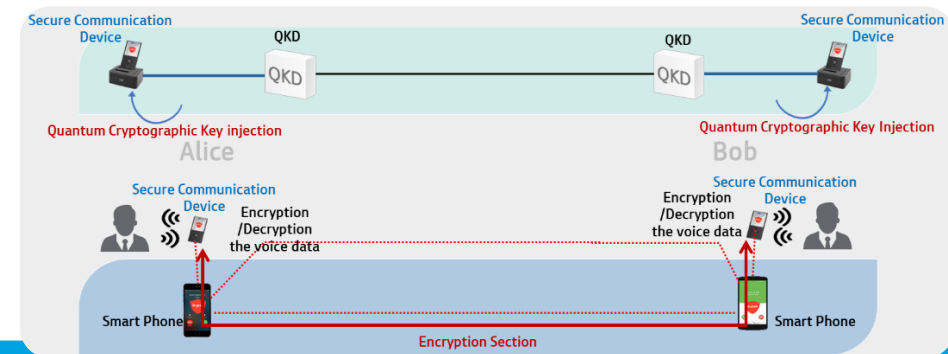 Secure Communication
Device
QKD
QKD
Secure Communication
Device
QKD
QKD
Quantum Cryptographic Key injection
Quantum Cryptographic Key Injection
Alice
Bob
Secure Communication
Device
Encryption
/Decryption
the voice data
Encryption
/Decryption
the voice data
Secure Communication
Device
Smart Phone
Smart Phone
Encryption Section